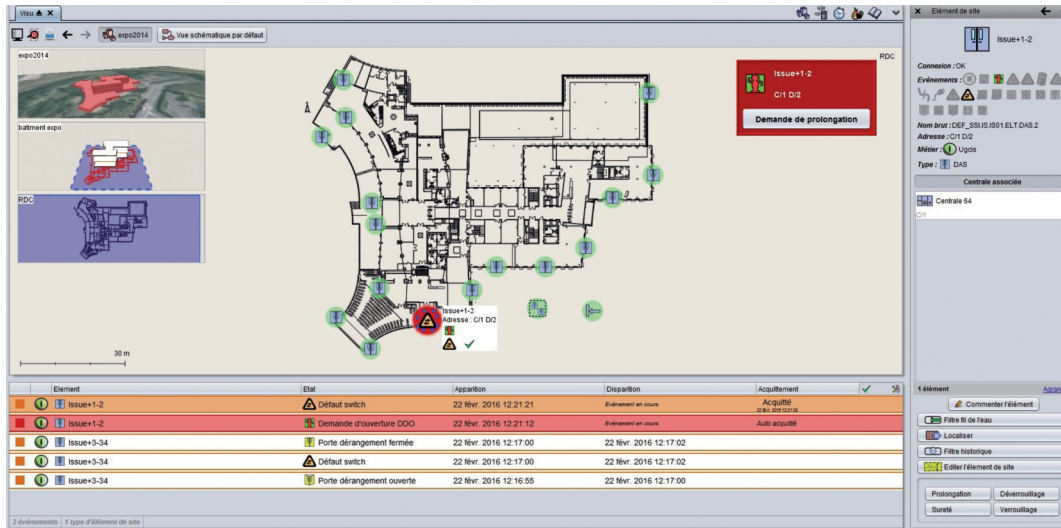 Visu
expo2014
Vue schématique par défaut
expo2014
batiment expo
RDC
RDC
Issue+1-2
C/1 D/2
Demande de prolongation
Issue+1-2
Adresse : C/1 D/2
30 m
Element Etat Apparition Disparition Acquittement
Issue+1-2 Défaut switch 22 févr. 2016 12:21:21 Evénement en cours Acquitté
Issue+1-2 Demande d'ouverture DDO 22 févr. 2016 12:21:12 Evénement en cours Auto acquitté
Issue+3-34 Porte dérangement fermée 22 févr. 2016 12:17:00 22 févr. 2016 12:17:02
Issue+3-34 Défaut switch 22 févr. 2016 12:17:00 22 févr. 2016 12:17:02
Issue+3-34 Porte dérangement ouverte 22 févr. 2016 12:16:55 22 févr. 2016 12:17:00
2 événements 1 type d'élément de site
Elément de site
Issue+1-2
Connexion : OK
Evénements :
Nom brut : DEF_SSI.IS.IS01.ELT.DAS.2
Adresse : C/1 D/2
Métier : Ugcis
Type : DAS
Centrale associée
Centrale 64
C/1
1 élément Agran
Commenter l'élément
Filtre fil de l'eau
Localiser
Filtre historique
Editer l'élement de site
Prolongation Déverrouillage
Sureté Verrouillage